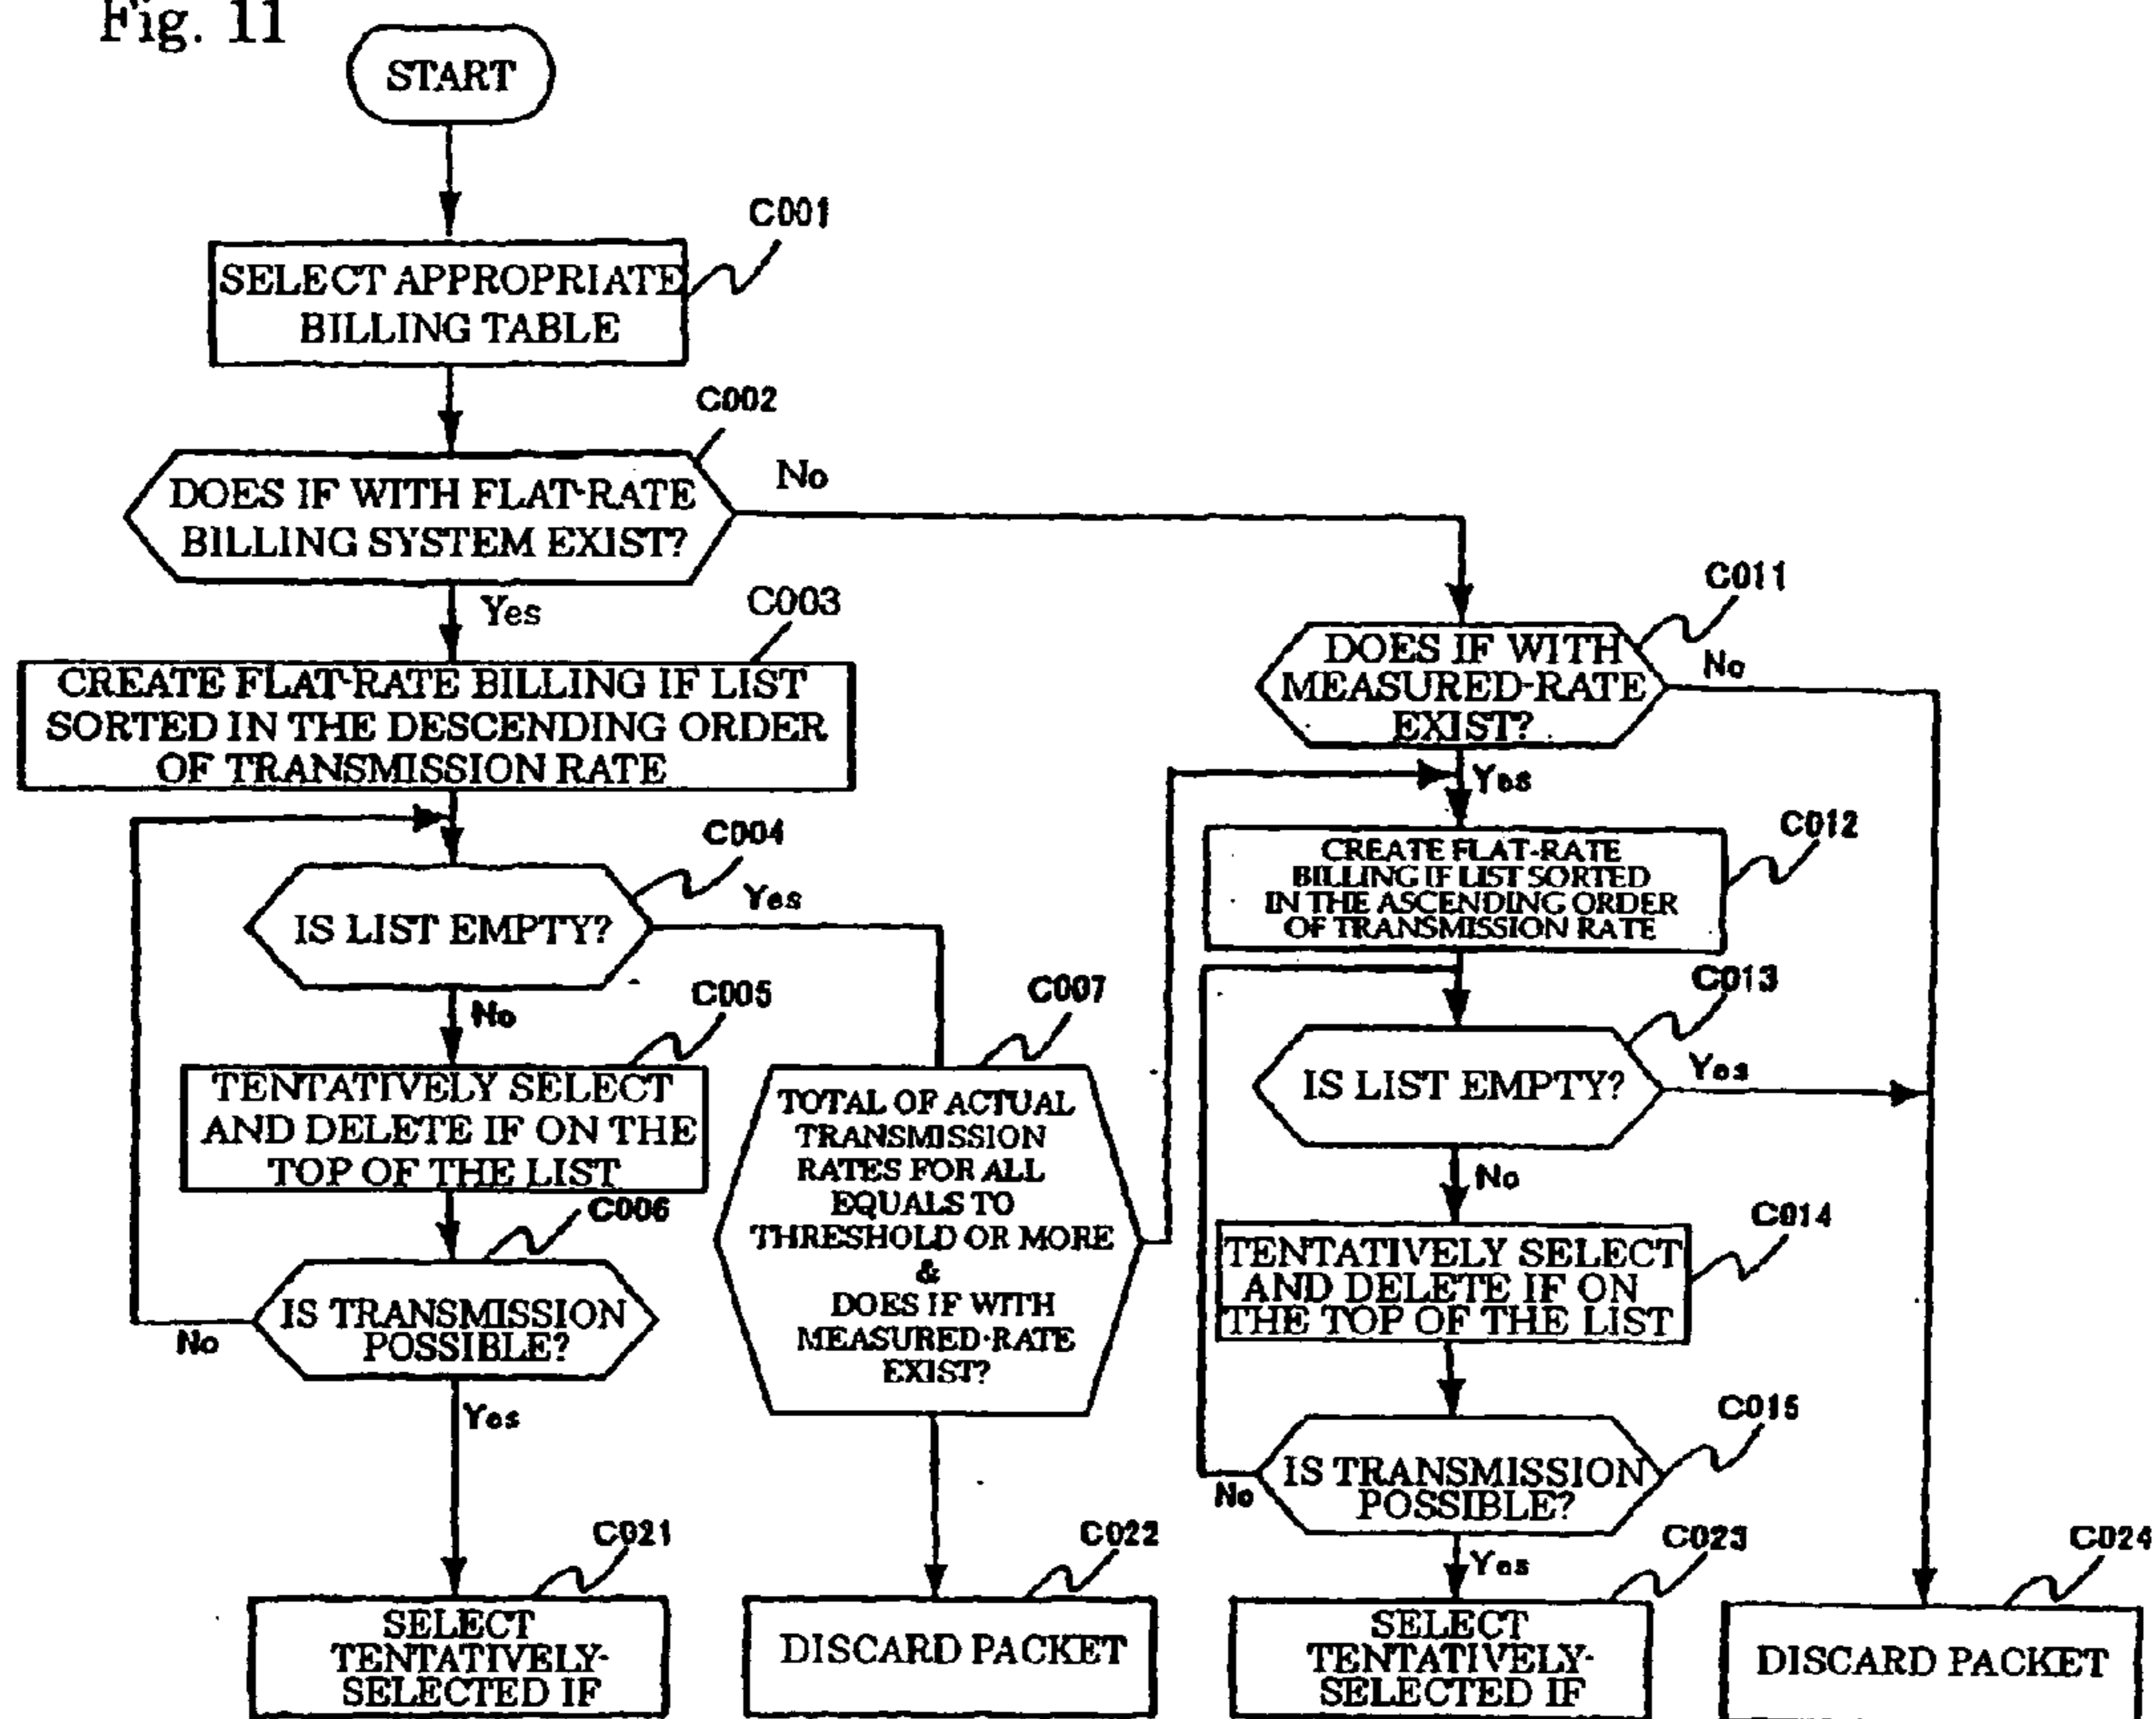 Fig. 11
START
C001
SELECT APPROPRIATE
BILLING TABLE
C002
DOES IF WITH FLAT-RATE
BILLING SYSTEM EXIST?
No
Yes
C003
CREATE FLAT-RATE BILLING IF LIST
SORTED IN THE DESCENDING ORDER
OF TRANSMISSION RATE
C004
IS LIST EMPTY?
Yes
No
C005
TENTATIVELY SELECT
AND DELETE IF ON THE
TOP OF THE LIST
C006
IS TRANSMISSION
POSSIBLE?
No
Yes
C007
TOTAL OF ACTUAL
TRANSMISSION
RATES FOR ALL
EQUALS TO
THRESHOLD OR MORE
&
DOES IF WITH
MEASURED-RATE
EXIST?
C011
DOES IF WITH
MEASURED-RATE
EXIST?
No
Yes
C012
CREATE FLAT-RATE
BILLING IF LIST SORTED
IN THE ASCENDING ORDER
OF TRANSMISSION RATE
C013
IS LIST EMPTY?
Yes
No
C014
TENTATIVELY SELECT
AND DELETE IF ON
THE TOP OF THE LIST
C015
IS TRANSMISSION
POSSIBLE?
No
Yes
C021
SELECT
TENTATIVELY-
SELECTED IF
C022
DISCARD PACKET
C023
SELECT
TENTATIVELY-
SELECTED IF
C024
DISCARD PACKET